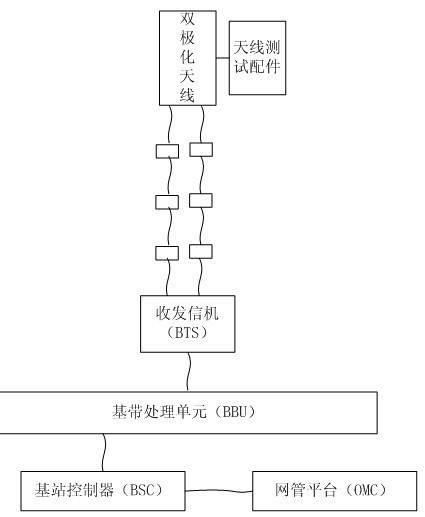 双
极
化
天
线
天线测
试配件
收发信机
（BTS）
基带处理单元（BBU）
基站控制器（BSC）
网管平台（OMC）